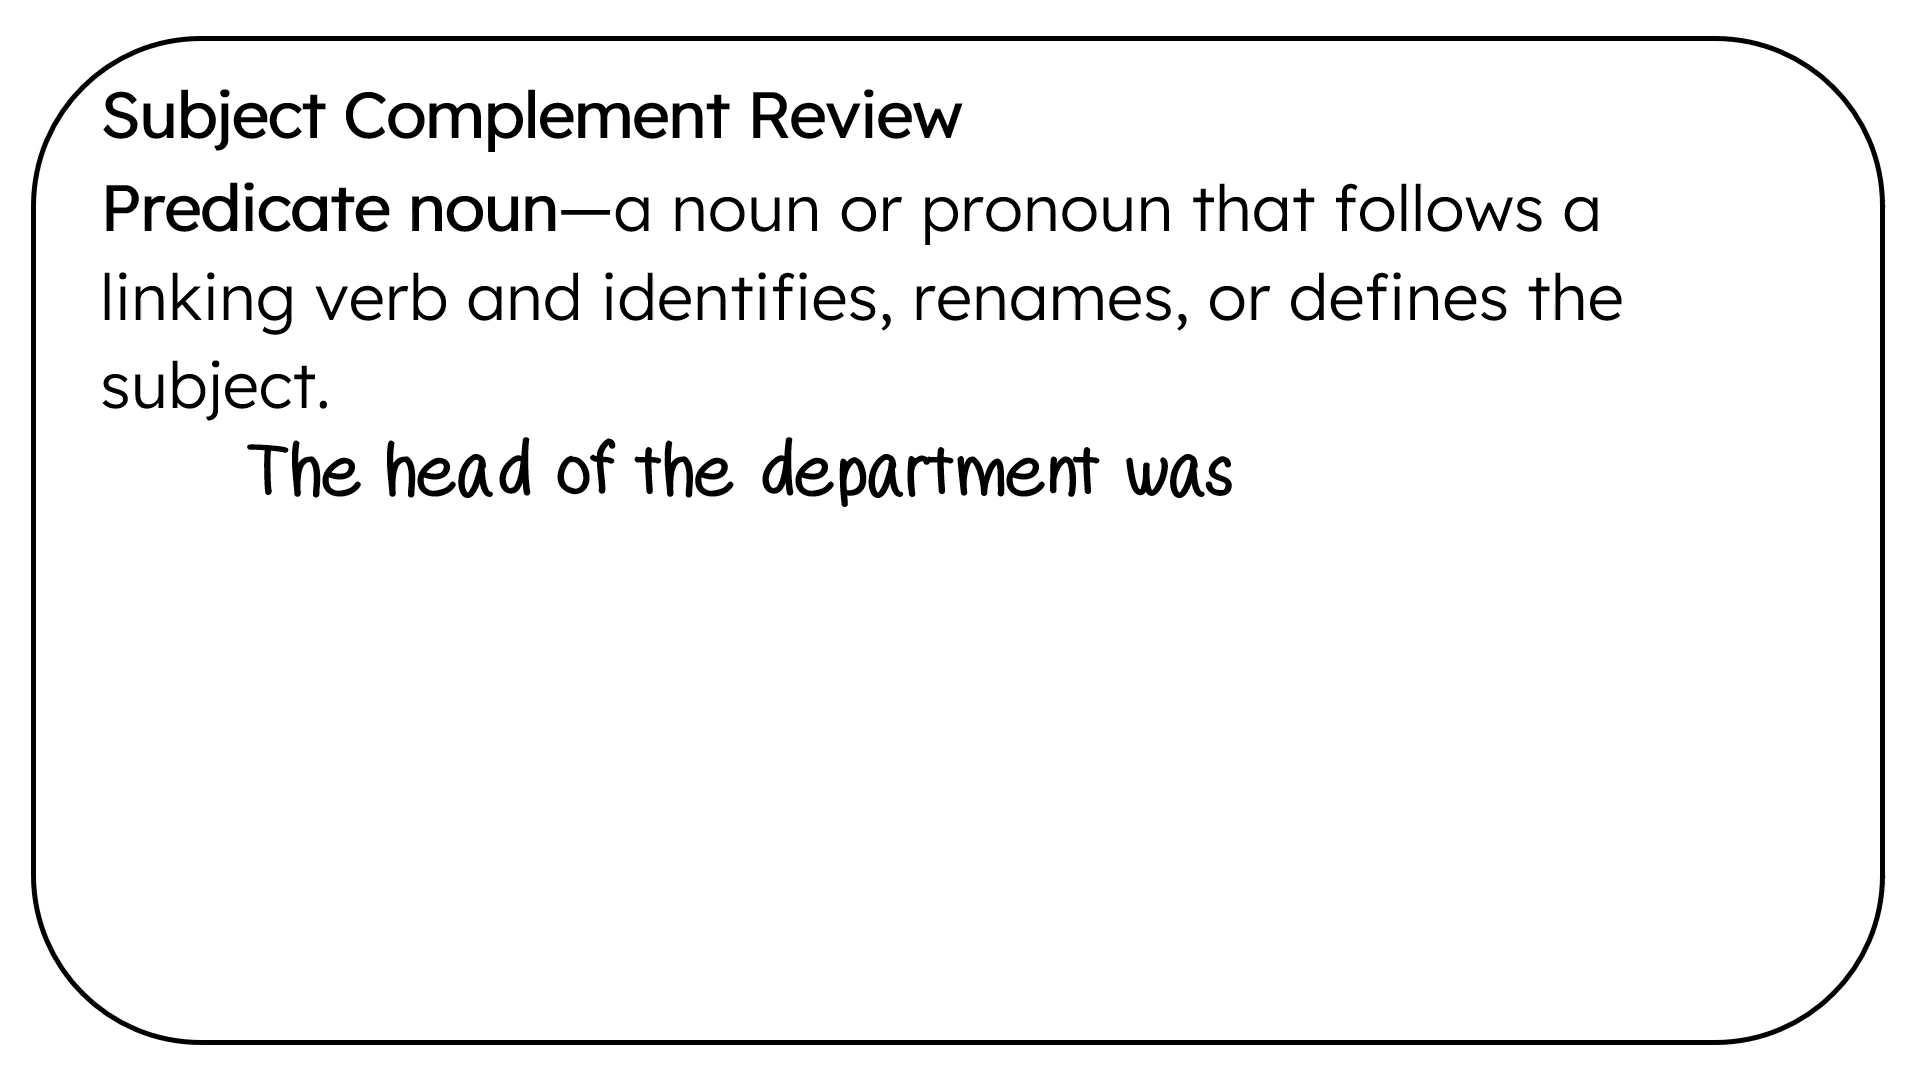 Subject Complement Review
Predicate noun—a noun or pronoun that follows a
linking verb and identifies, renames, or defines the
subject.
The head of the department was